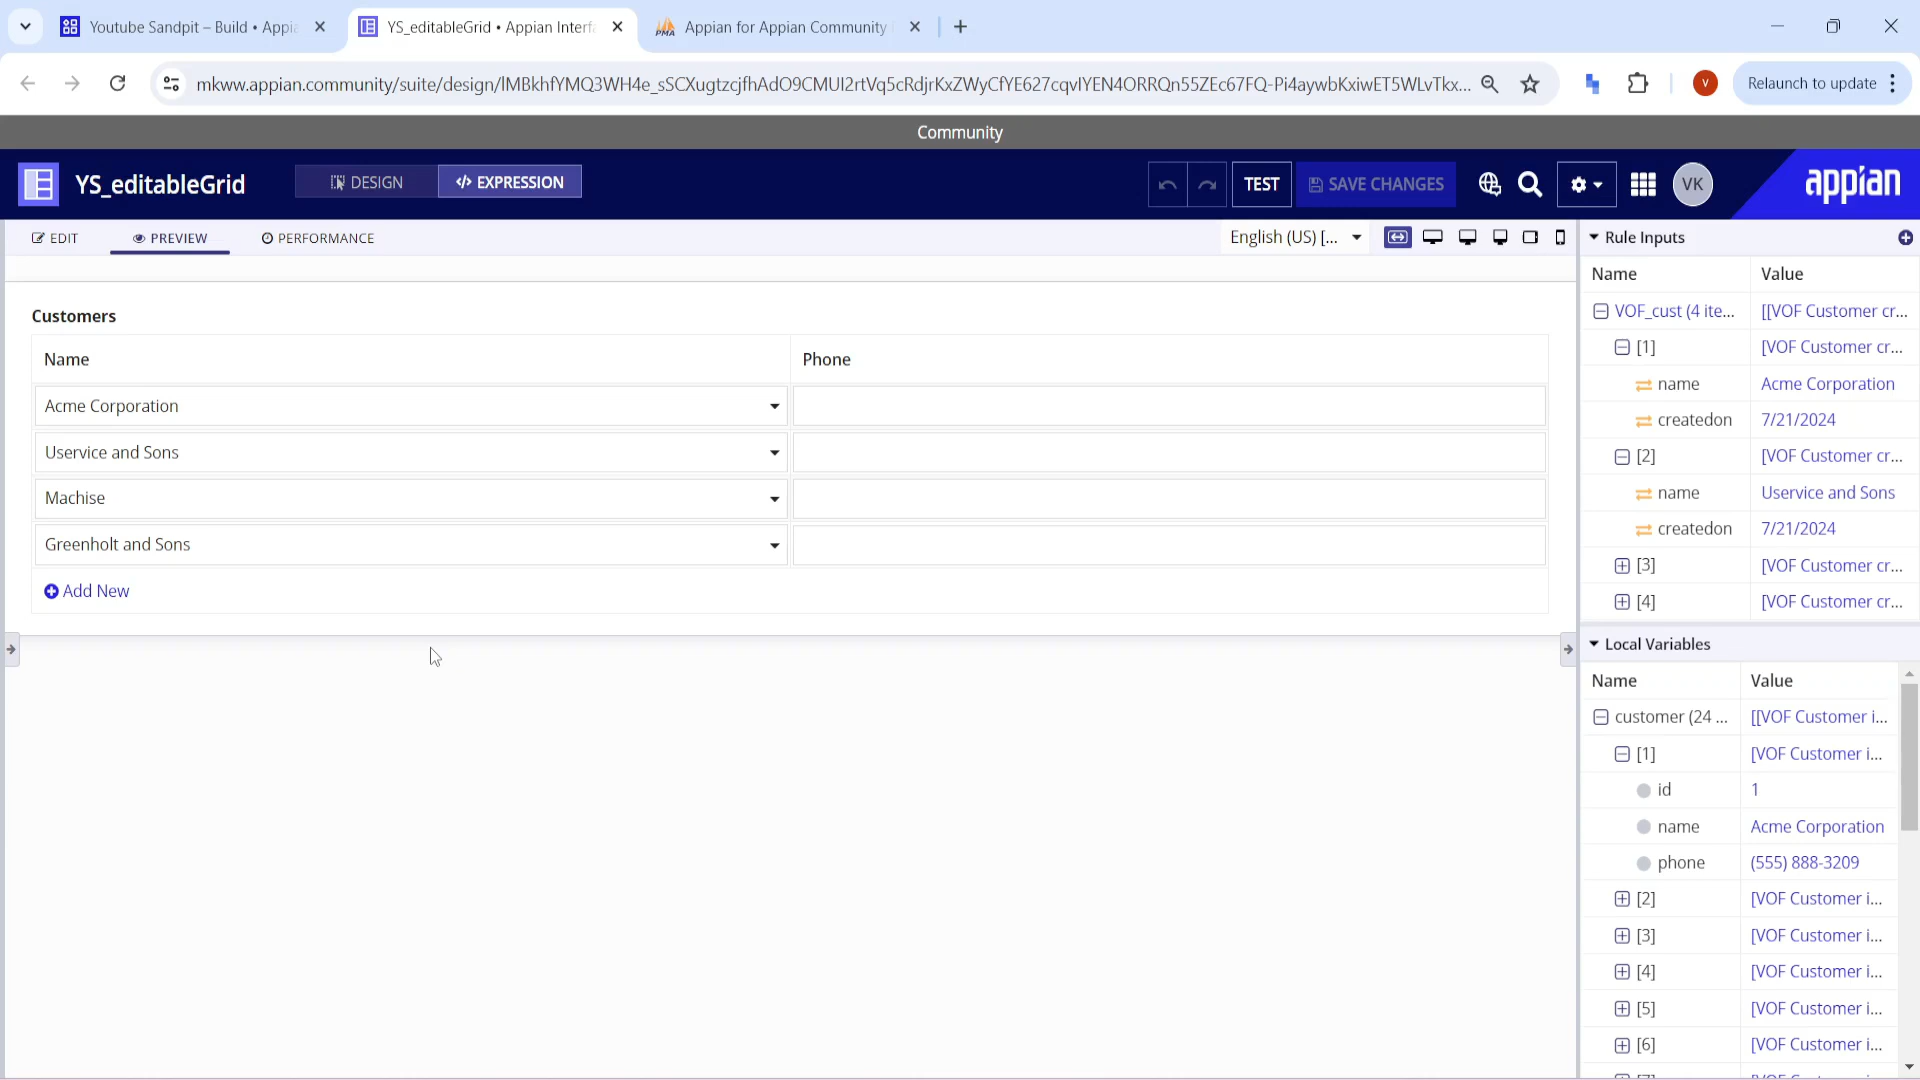 Youtube Sandpit – Build • Appia
YS_editableGrid • Appian Interfa
PMA
Appian for Appian Community
mkww.appian.community/suite/design/lMBkhfYMQ3WH4e_sSCXugtzcjfhAdO9CMUI2rtVq5cRdjrKxZWyCfYE627cqvIYEN4ORRQn55ZEc67FQ-Pi4aywbKxiwET5WLvTkx...
V
Relaunch to update
Community
YS_editableGrid
DESIGN
</> EXPRESSION
TEST
SAVE CHANGES
VK
appian
EDIT
PREVIEW
PERFORMANCE
English (US) [...
Customers
Name Phone
Acme Corporation
Uservice and Sons
Machise
Greenholt and Sons
Add New
Rule Inputs
Name Value
VOF_cust (4 ite... [[VOF Customer cr...
[1] [VOF Customer cr...
name Acme Corporation
createdon 7/21/2024
[2] [VOF Customer cr...
name Uservice and Sons
createdon 7/21/2024
[3] [VOF Customer cr...
[4] [VOF Customer cr...
Local Variables
Name Value
customer (24 ... [[VOF Customer i...
[1] [VOF Customer i...
id 1
name Acme Corporation
phone (555) 888-3209
[2] [VOF Customer i...
[3] [VOF Customer i...
[4] [VOF Customer i...
[5] [VOF Customer i...
[6] [VOF Customer i...